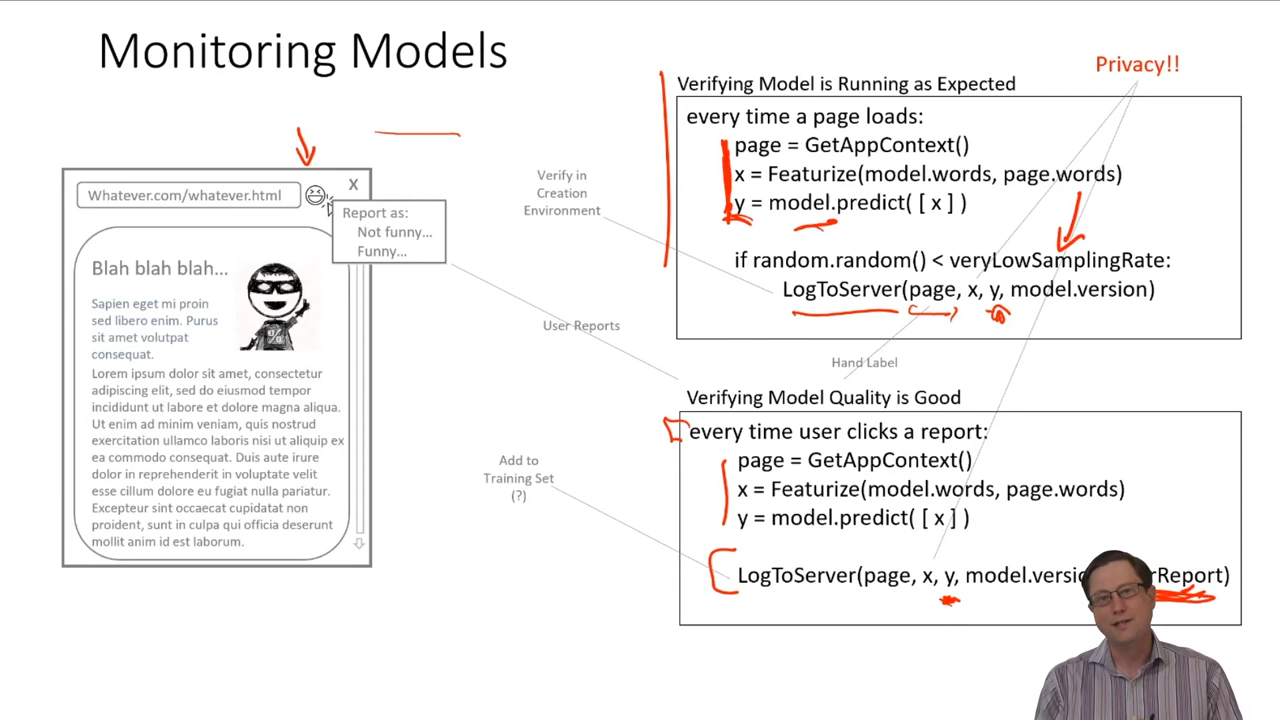 Monitoring Models
Privacy!!
Whatever.com/whatever.html
X
Report as:
Not funny...
Funny...
Blah blah blah...
Sapien eget mi proin
sed libero enim. Purus
sit amet volutpat
consequat.
Lorem ipsum dolor sit amet, consectetur
adipiscing elit, sed do eiusmod tempor
incididunt ut labore et dolore magna aliqua.
Ut enim ad minim veniam, quis nostrud
exercitation ullamco laboris nisi ut aliquip ex
ea commodo consequat. Duis aute irure
dolor in reprehenderit in voluptate velit
esse cillum dolore eu fugiat nulla pariatur.
Excepteur sint occaecat cupidatat non
proident, sunt in culpa qui officia deserunt
mollit anim id est laborum.
Verify in
Creation
Environment
User Reports
Hand Label
Add to
Training Set
(?)
Verifying Model is Running as Expected
every time a page loads:
page = GetAppContext()
x = Featurize(model.words, page.words)
y = model.predict( [ x ] )
if random.random() < veryLowSamplingRate:
LogToServer(page, x, y, model.version)
Verifying Model Quality is Good
every time user clicks a report:
page = GetAppContext()
x = Featurize(model.words, page.words)
y = model.predict( [ x ] )
LogToServer(page, x, y, model.versio rReport)